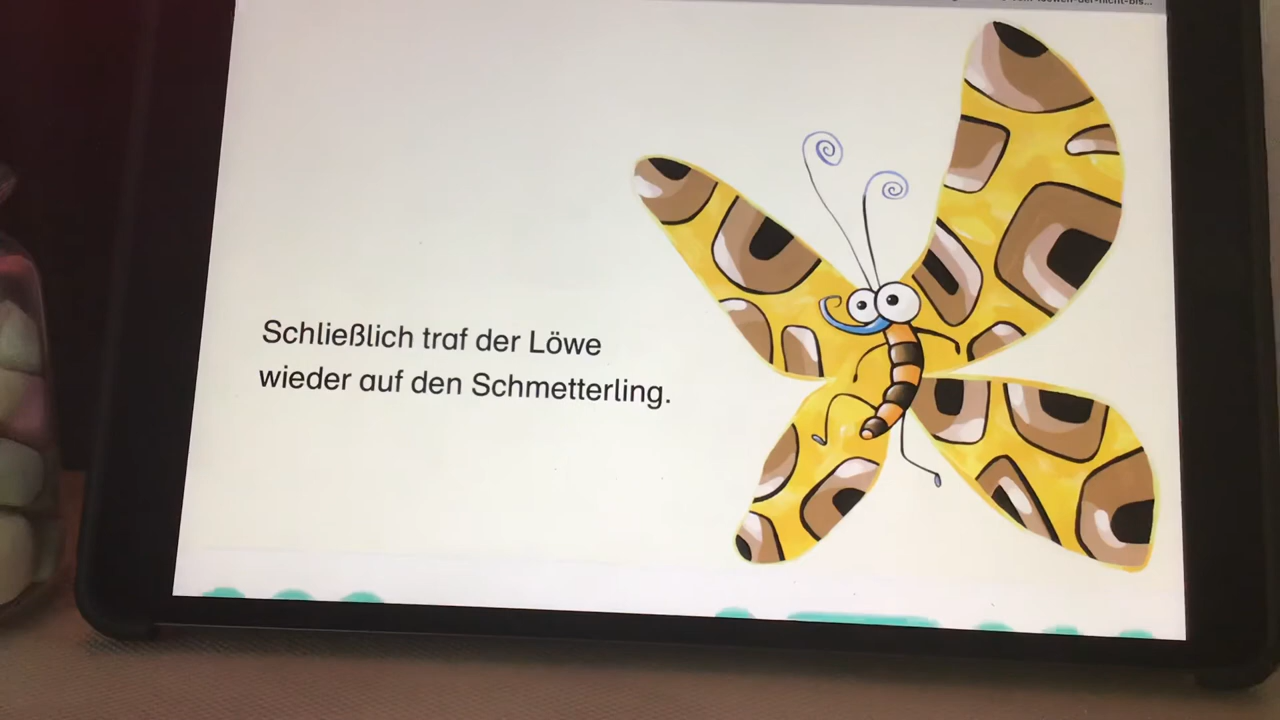 Schließlich traf der Löwe
wieder auf den Schmetterling.